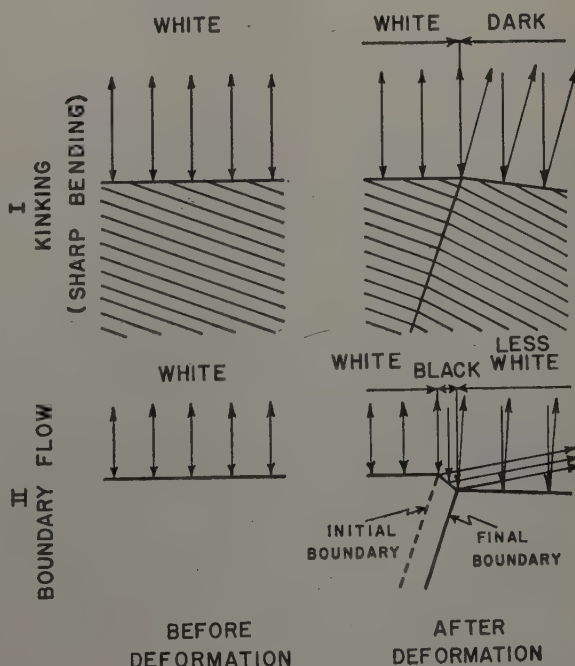 WHITE
WHITE DARK
I
KINKING
(SHARP BENDING)
WHITE
WHITE BLACK LESS
WHITE
II
BOUNDARY FLOW
INITIAL
BOUNDARY
FINAL
BOUNDARY
BEFORE
DEFORMATION
AFTER
DEFORMATION